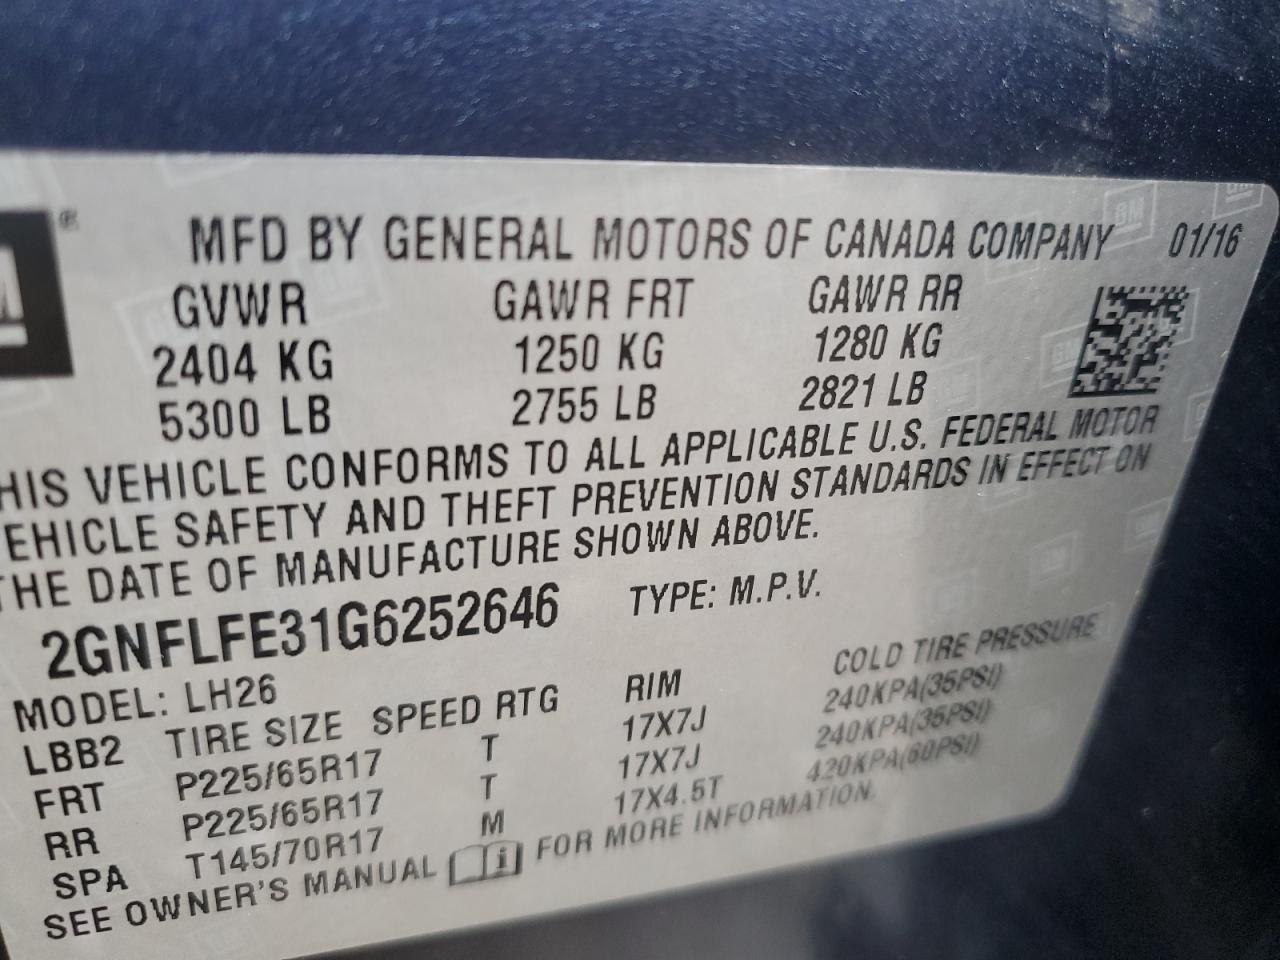 MFD BY GENERAL MOTORS OF CANADA COMPANY 01/16
GVWR GAWR FRT GAWR RR
2404 KG 1250 KG 1280 KG
5300 LB 2755 LB 2821 LB
HIS VEHICLE CONFORMS TO ALL APPLICABLE U.S. FEDERAL MOTOR
EHICLE SAFETY AND THEFT PREVENTION STANDARDS IN EFFECT ON
THE DATE OF MANUFACTURE SHOWN ABOVE.
2GNFLFE31G6252646 TYPE: M.P.V.
MODEL: LH26
LBB2 TIRE SIZE SPEED RTG RIM COLD TIRE PRESSURE
FRT P225/65R17 T 17X7J 240KPA(35PSI)
RR P225/65R17 T 17X7J 240KPA(35PSI)
SPA T145/70R17 M 17X4.5T 420KPA(60PSI)
SEE OWNER'S MANUAL FOR MORE INFORMATION.